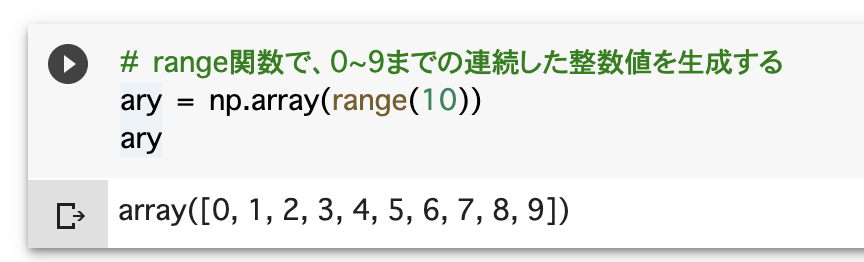 # range関数で、0~9までの連続した整数値を生成する
ary = np.array(range(10))
ary
array([0, 1, 2, 3, 4, 5, 6, 7, 8, 9])